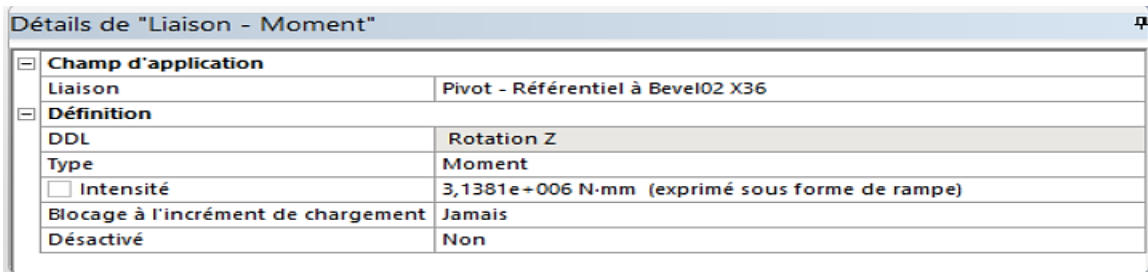 Détails de "Liaison - Moment"
Champ d'application
Liaison Pivot - Référentiel à Bevel02 X36
Définition
DDL Rotation Z
Type Moment
Intensité 3,1381e+006 N·mm (exprimé sous forme de rampe)
Blocage à l'incrément de chargement Jamais
Désactivé Non